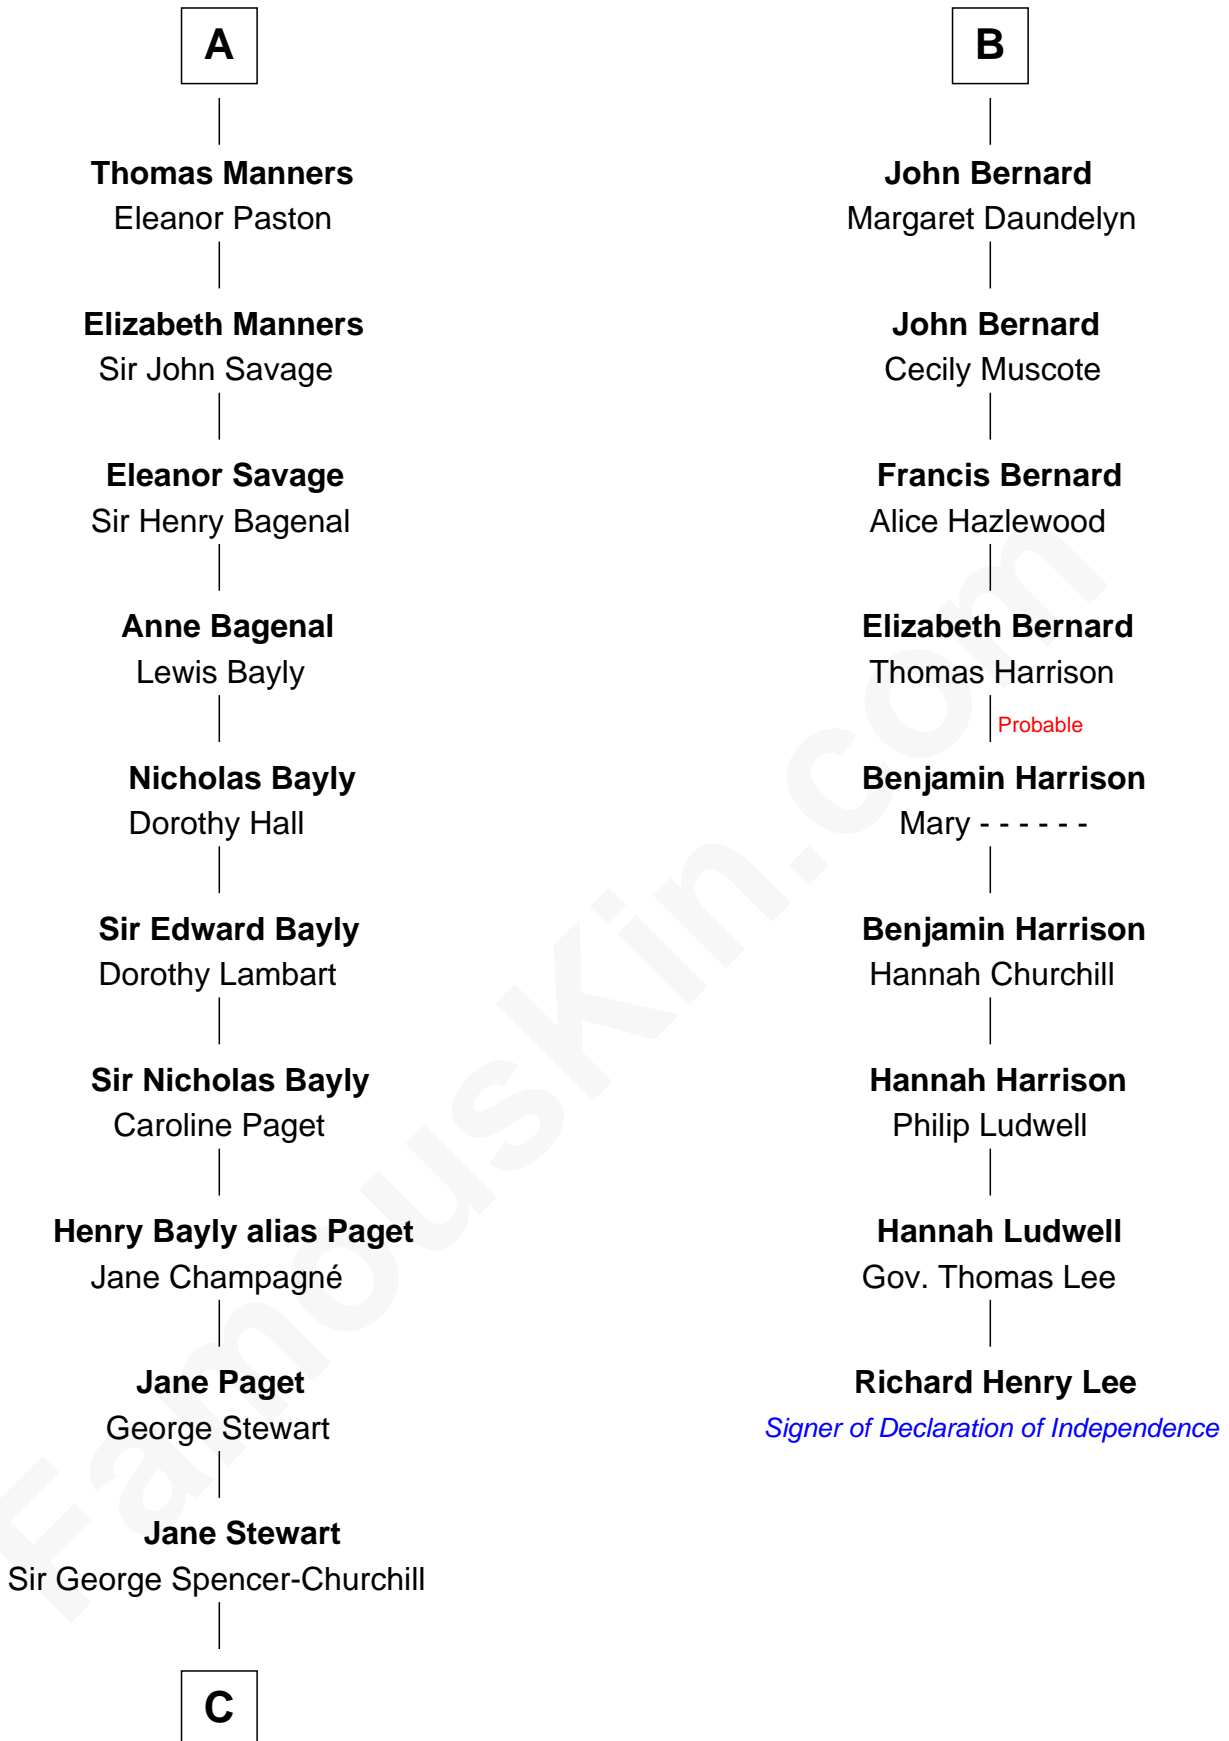 A
Thomas Manners
Eleanor Paston
Elizabeth Manners
Sir John Savage
Eleanor Savage
Sir Henry Bagenal
Anne Bagenal
Lewis Bayly
Nicholas Bayly
Dorothy Hall
Sir Edward Bayly
Dorothy Lambart
Sir Nicholas Bayly
Caroline Paget
Henry Bayly alias Paget
Jane Champagné
Jane Paget
George Stewart
Jane Stewart
Sir George Spencer-Churchill
C
B
John Bernard
Margaret Daundelyn
John Bernard
Cecily Muscote
Francis Bernard
Alice Hazlewood
Elizabeth Bernard
Thomas Harrison
Probable
Benjamin Harrison
Mary - - - - - -
Benjamin Harrison
Hannah Churchill
Hannah Harrison
Philip Ludwell
Hannah Ludwell
Gov. Thomas Lee
Richard Henry Lee
Signer of Declaration of Independence
FamousKin.com